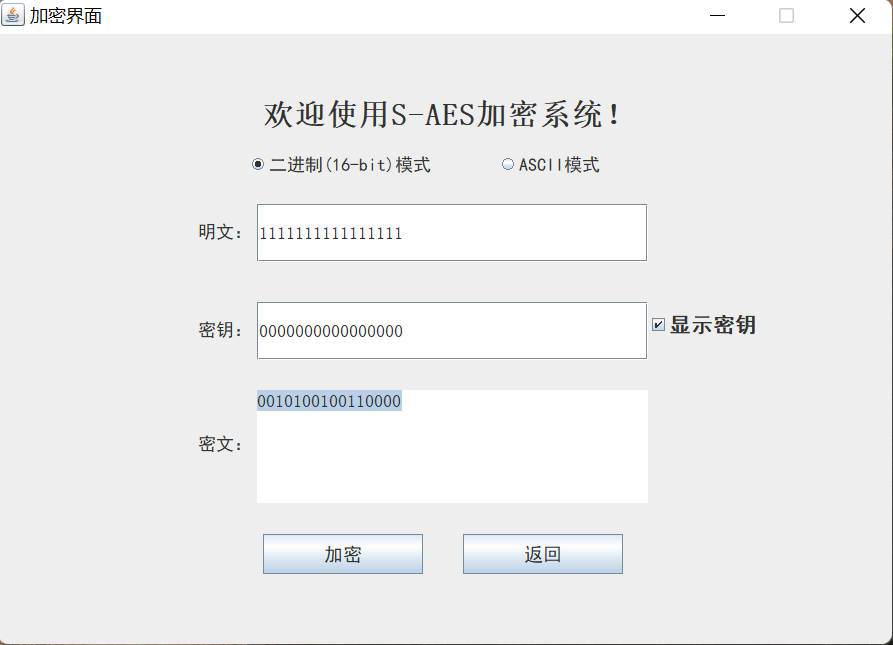 加密界面
欢迎使用S-AES加密系统!
二进制(16-bit)模式 ASCII模式
明文: 1111111111111111
密钥: 0000000000000000 显示密钥
密文: 0010100100110000
加密 返回